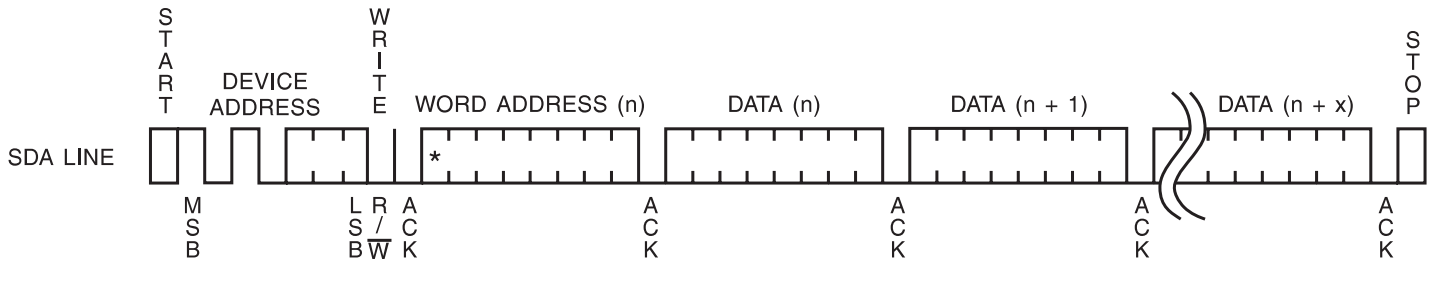 START
WRITE
STOP
DEVICE
ADDRESS
WORD ADDRESS (n)
DATA (n)
DATA (n + 1)
DATA (n + x)
SDA LINE
*
MSB
LSB
R/W
ACK
ACK
ACK
ACK
ACK